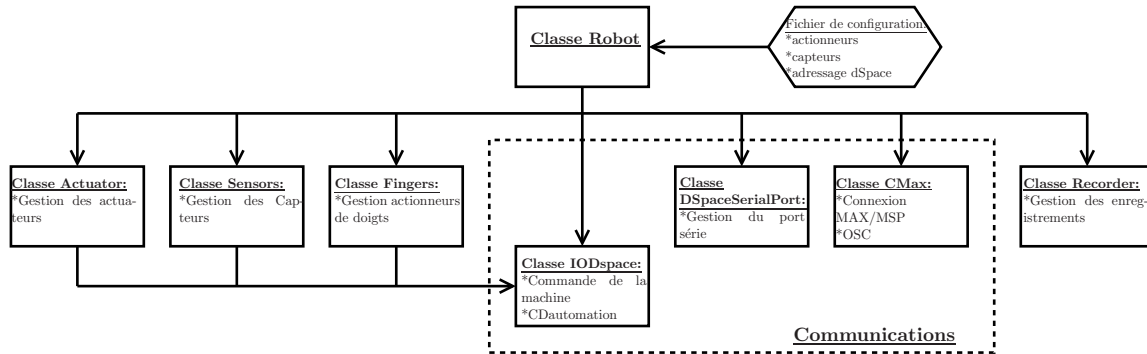 Classe Robot
Fichier de configuration:
*actionneurs
*capteurs
*adressage dSpace
Classe Actuator:
*Gestion des actua-
teurs
Classe Sensors:
*Gestion des Cap-
teurs
Classe Fingers:
*Gestion actionneurs
de doigts
Classe
DSpaceSerialPort:
*Gestion du port
série
Classe CMax:
*Connexion
MAX/MSP
*OSC
Classe Recorder:
*Gestion des enreg-
istrements
Classe IODspace:
*Commande de la
machine
*CDautomation
Communications